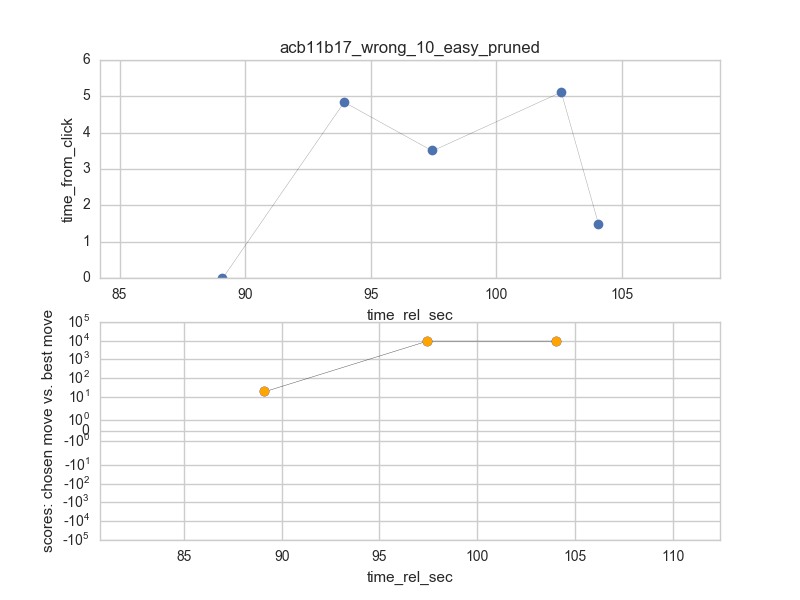 acb11b17_wrong_10_easy_pruned
6
5
4
3
2
1
0
time_from_click
85 90 95 100 105
time_rel_sec
10^5
10^4
10^3
10^2
10^1
10^0
0
-10^0
-10^1
-10^2
-10^3
-10^4
-10^5
scores: chosen move vs. best move
85 90 95 100 105 110
time_rel_sec